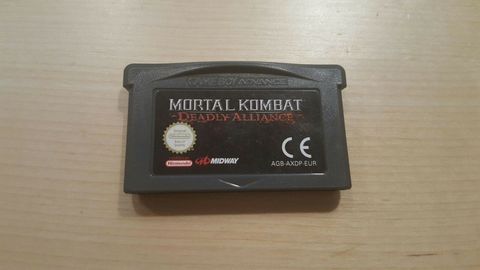 GAME BOY ADVANCE
MORTAL KOMBAT
DEADLY ALLIANCE
Nintendo
MIDWAY
CE
AGB-AXDP-EUR